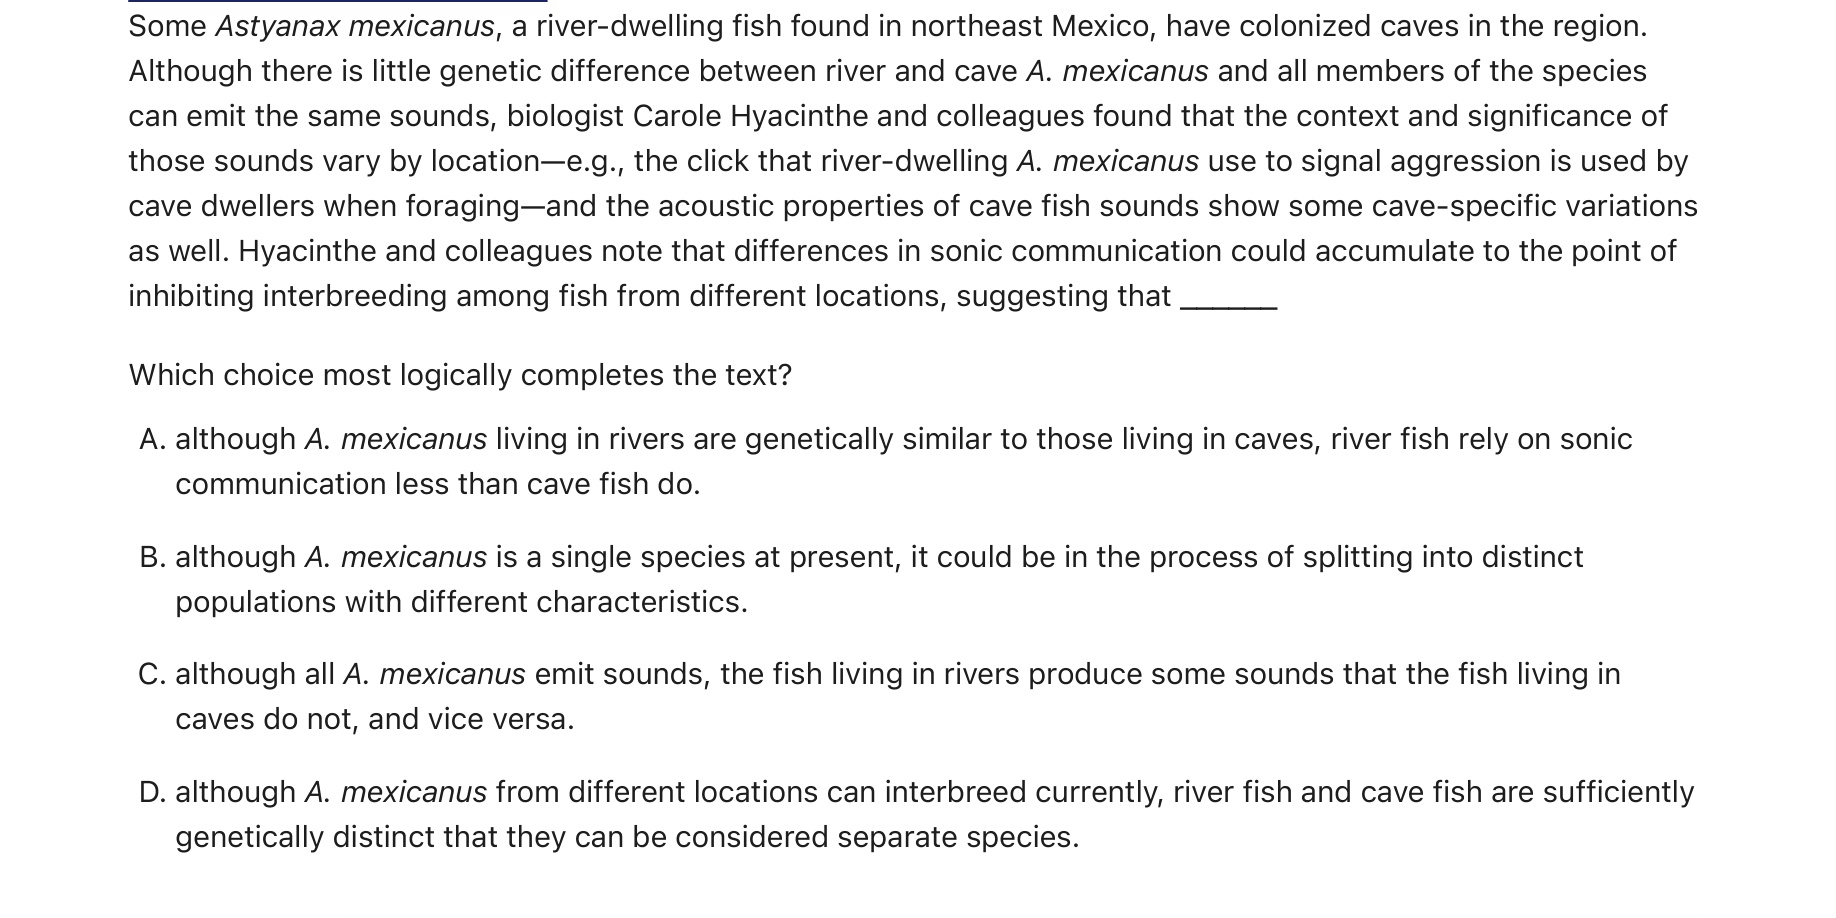 Some Astyanax mexicanus, a river-dwelling fish found in northeast Mexico, have colonized caves in the region.
Although there is little genetic difference between river and cave A. mexicanus and all members of the species
can emit the same sounds, biologist Carole Hyacinthe and colleagues found that the context and significance of
those sounds vary by location—e.g., the click that river-dwelling A. mexicanus use to signal aggression is used by
cave dwellers when foraging—and the acoustic properties of cave fish sounds show some cave-specific variations
as well. Hyacinthe and colleagues note that differences in sonic communication could accumulate to the point of
inhibiting interbreeding among fish from different locations, suggesting that ______
Which choice most logically completes the text?
A. although A. mexicanus living in rivers are genetically similar to those living in caves, river fish rely on sonic
communication less than cave fish do.
B. although A. mexicanus is a single species at present, it could be in the process of splitting into distinct
populations with different characteristics.
C. although all A. mexicanus emit sounds, the fish living in rivers produce some sounds that the fish living in
caves do not, and vice versa.
D. although A. mexicanus from different locations can interbreed currently, river fish and cave fish are sufficiently
genetically distinct that they can be considered separate species.